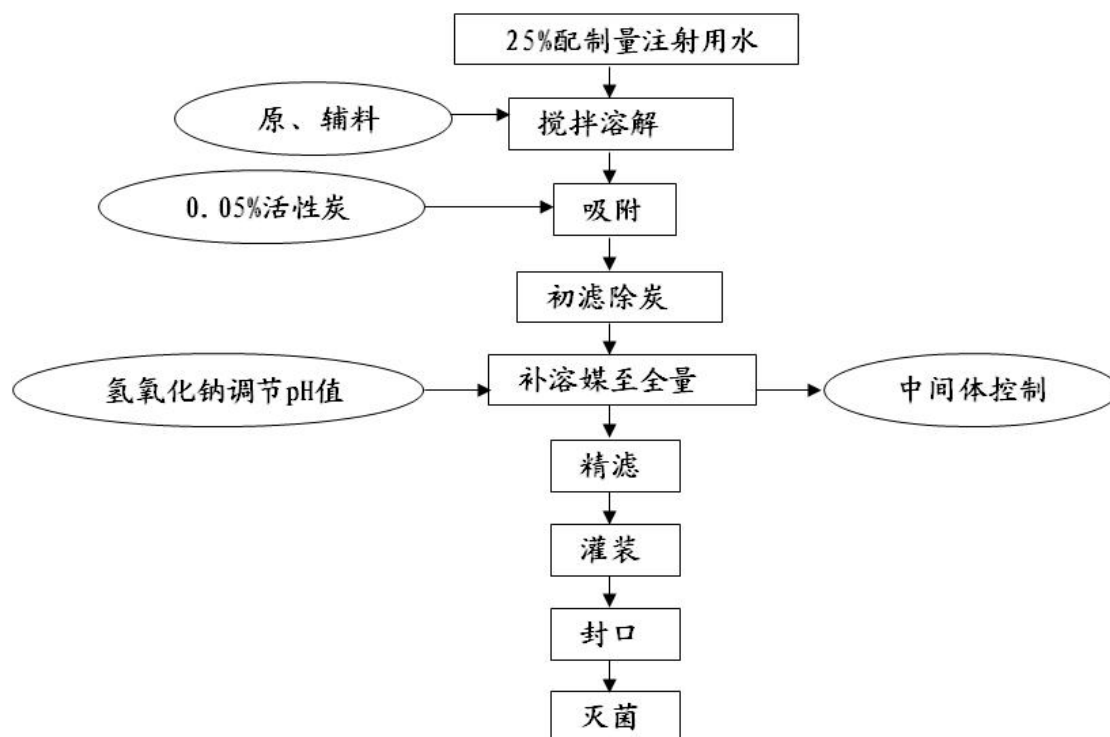 25%配制量注射用水
原、辅料
搅拌溶解
0.05%活性炭
吸附
初滤除炭
氢氧化钠调节pH值
补溶媒至全量
中间体控制
精滤
灌装
封口
灭菌